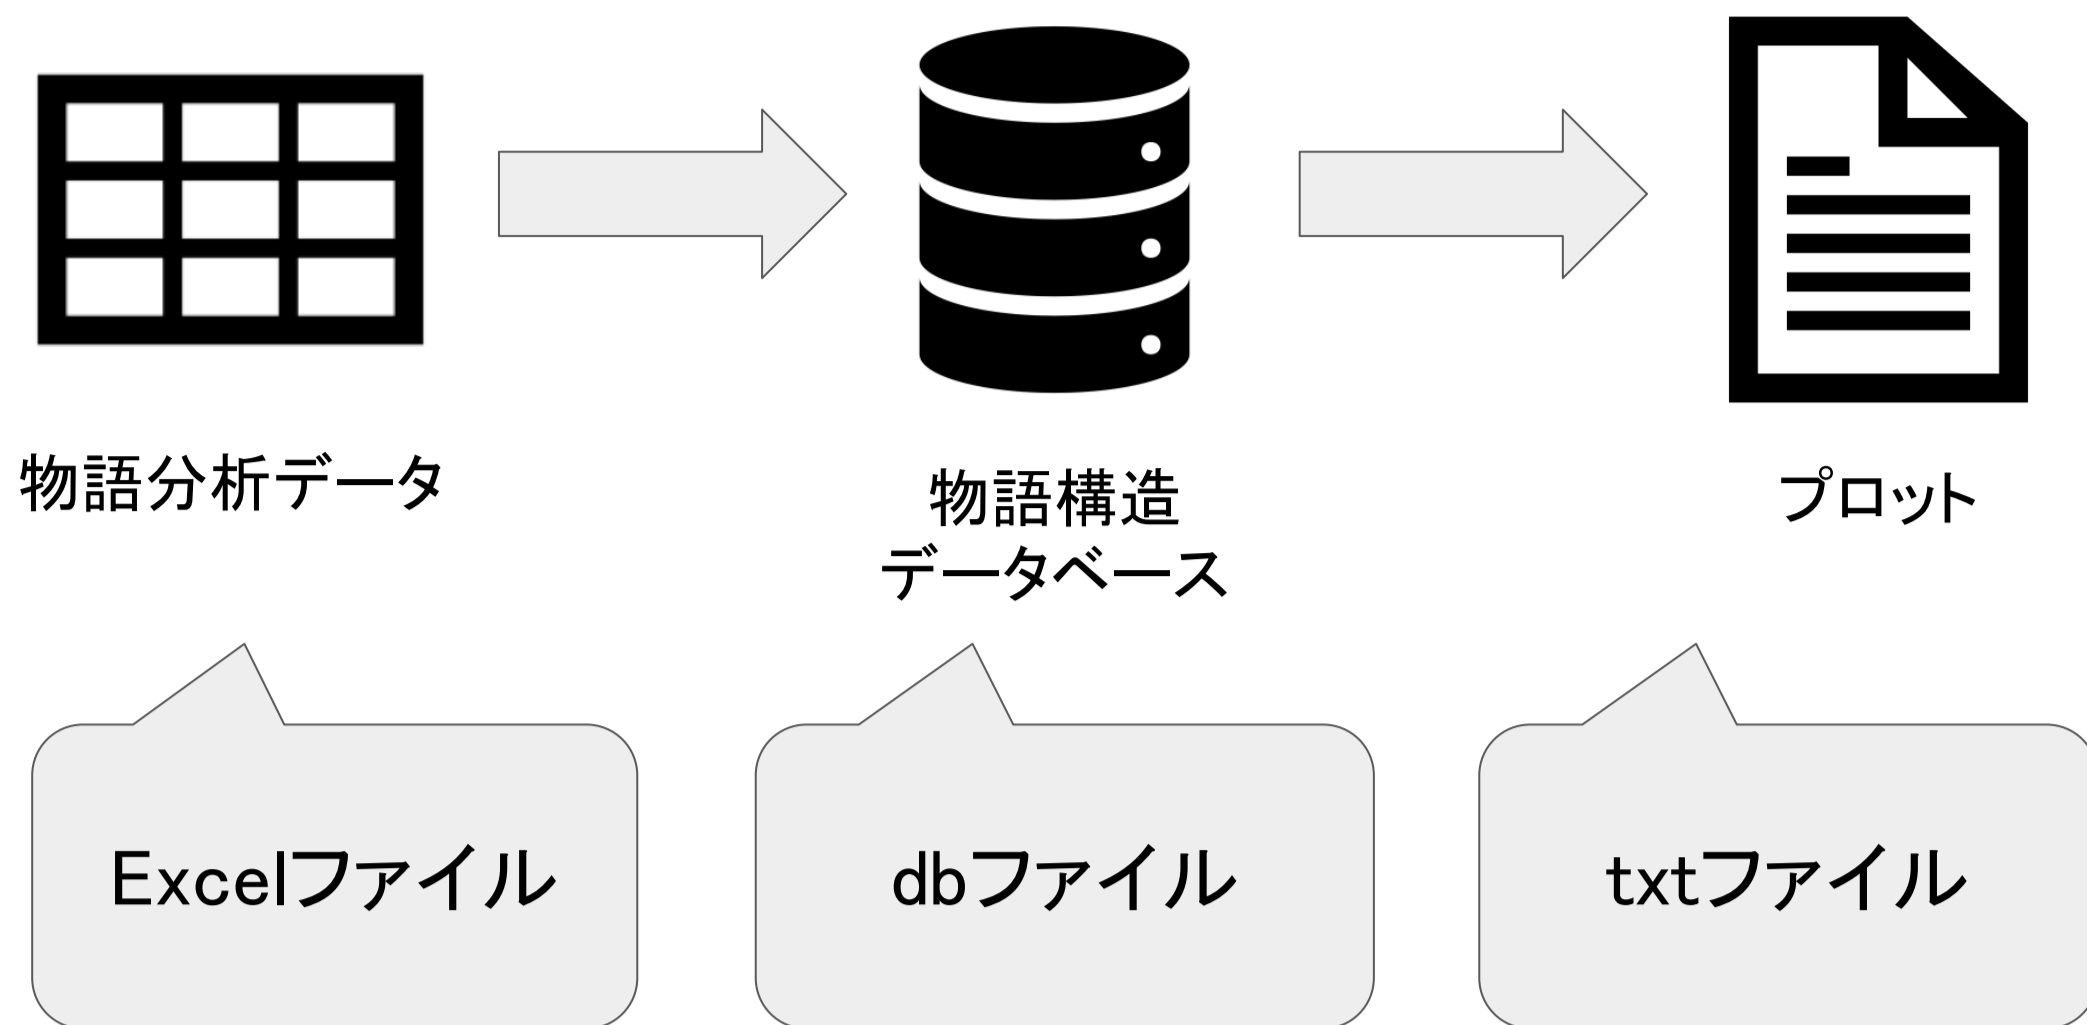 物語分析データ
物語構造
データベース
プロット
Excelファイル
dbファイル
txtファイル